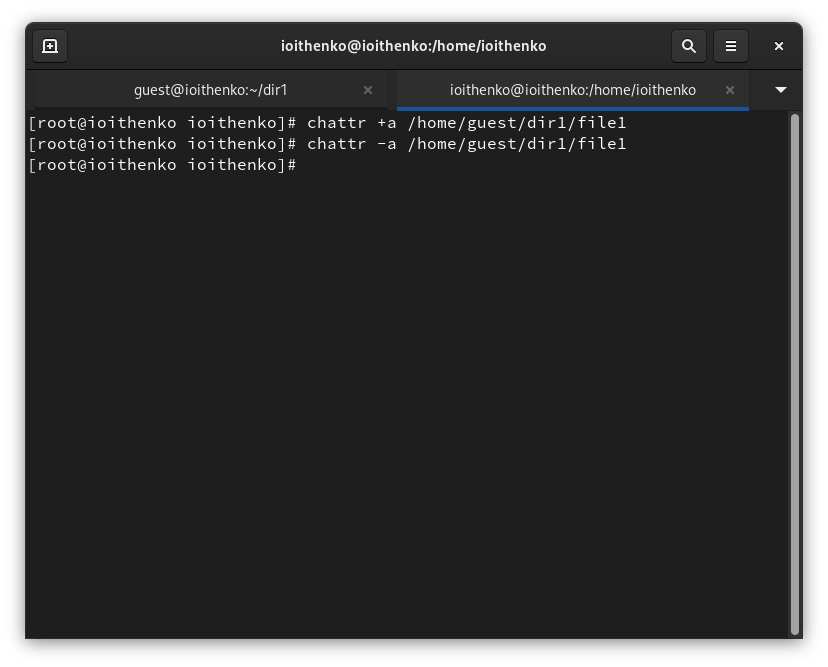 ioithenko@ioithenko:/home/ioithenko
guest@ioithenko:~/dir1
ioithenko@ioithenko:/home/ioithenko
[root@ioithenko ioithenko]# chattr +a /home/guest/dir1/file1
[root@ioithenko ioithenko]# chattr -a /home/guest/dir1/file1
[root@ioithenko ioithenko]#